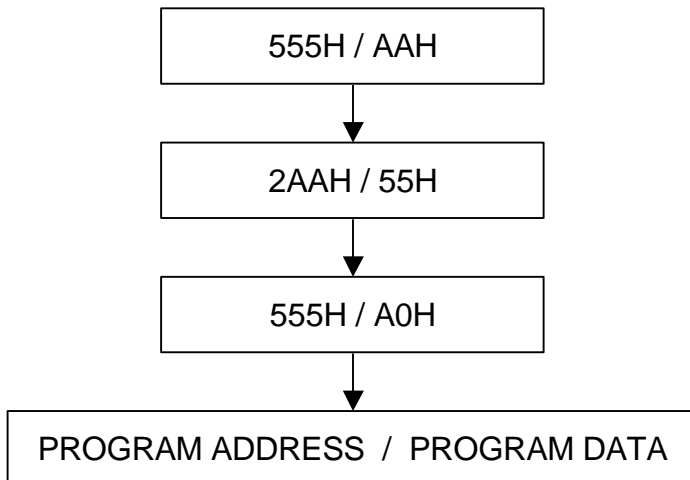 555H / AAH
2AAH / 55H
555H / A0H
PROGRAM ADDRESS / PROGRAM DATA